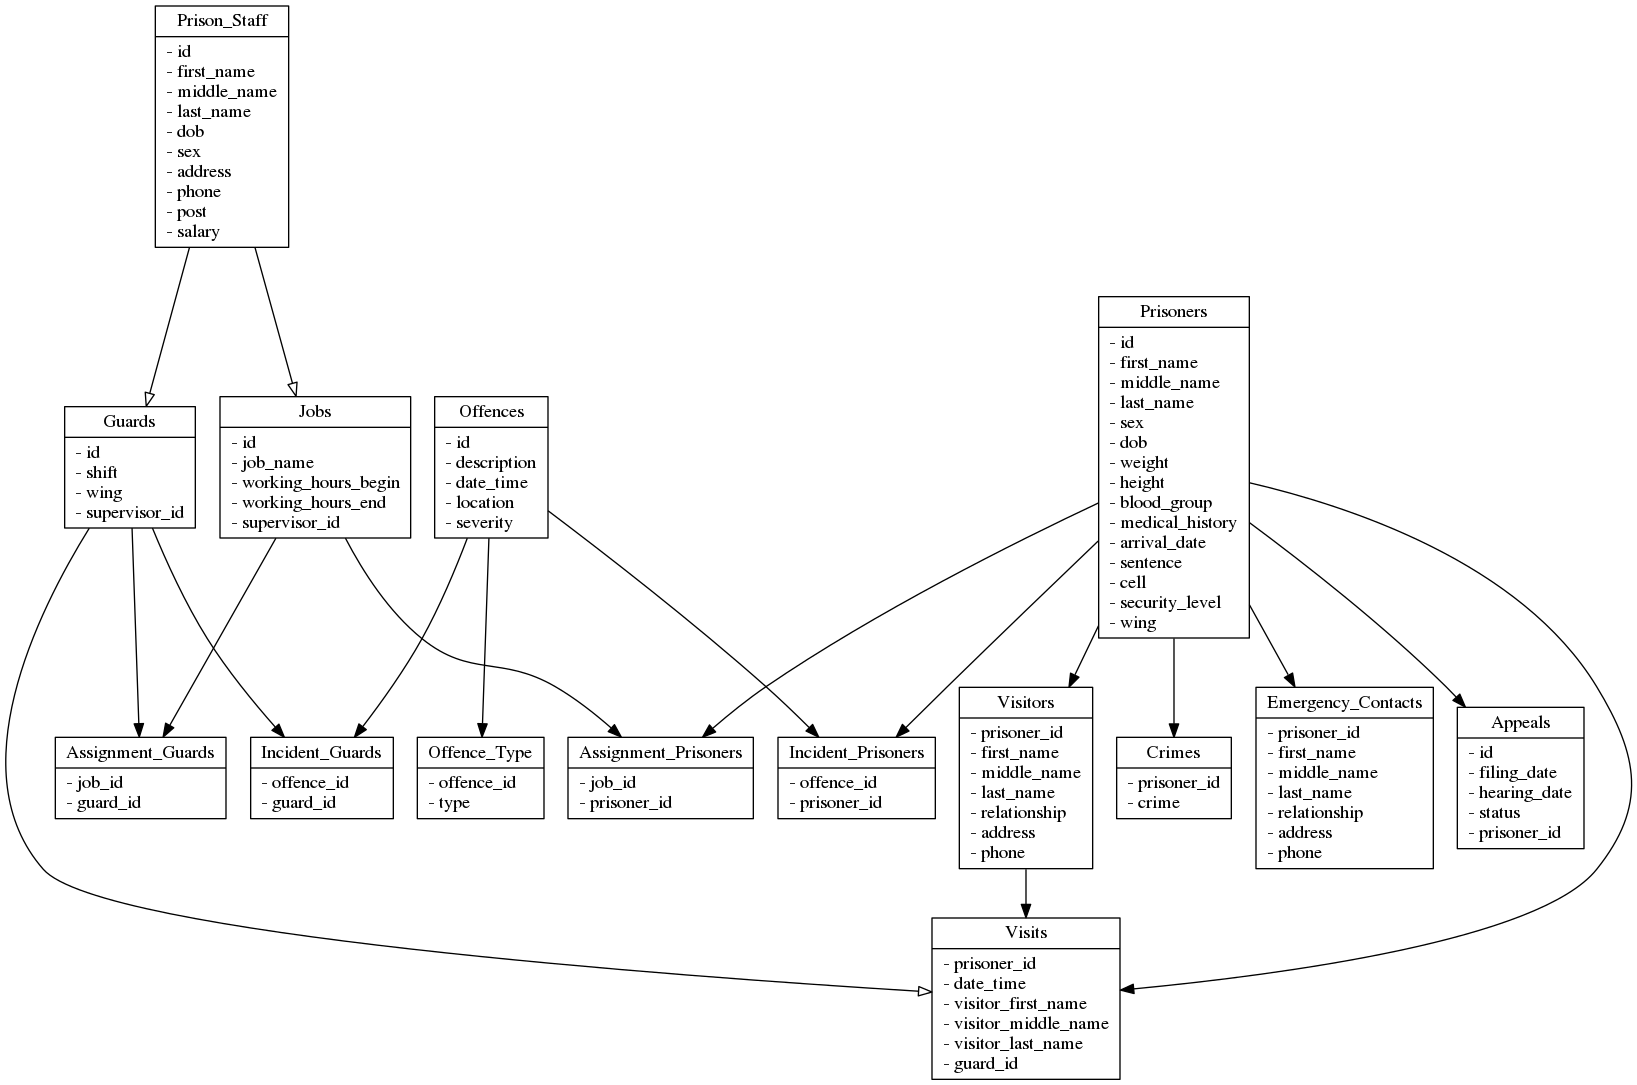 Prison_Staff
- id
- first_name
- middle_name
- last_name
- dob
- sex
- address
- phone
- post
- salary
Guards
- id
- shift
- wing
- supervisor_id
Jobs
- id
- job_name
- working_hours_begin
- working_hours_end
- supervisor_id
Offences
- id
- description
- date_time
- location
- severity
Prisoners
- id
- first_name
- middle_name
- last_name
- sex
- dob
- weight
- height
- blood_group
- medical_history
- arrival_date
- sentence
- cell
- security_level
- wing
Assignment_Guards
- job_id
- guard_id
Incident_Guards
- offence_id
- guard_id
Offence_Type
- offence_id
- type
Assignment_Prisoners
- job_id
- prisoner_id
Incident_Prisoners
- offence_id
- prisoner_id
Visitors
- prisoner_id
- first_name
- middle_name
- last_name
- relationship
- address
- phone
Crimes
- prisoner_id
- crime
Emergency_Contacts
- prisoner_id
- first_name
- middle_name
- last_name
- relationship
- address
- phone
Appeals
- id
- filing_date
- hearing_date
- status
- prisoner_id
Visits
- prisoner_id
- date_time
- visitor_first_name
- visitor_middle_name
- visitor_last_name
- guard_id